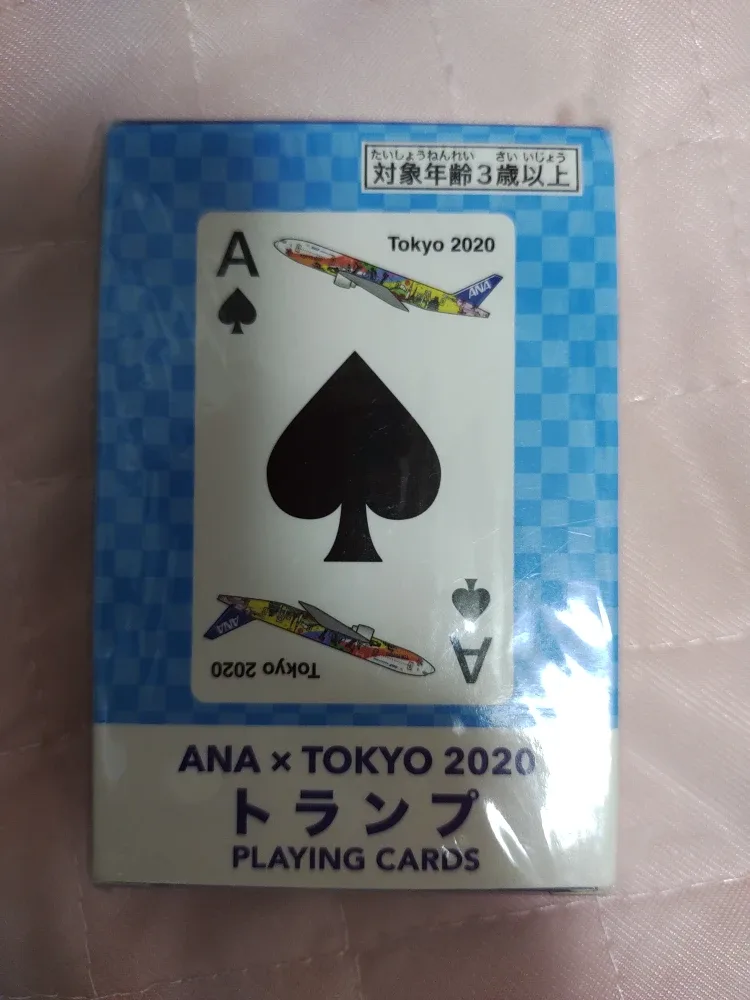 たいしょうねんれい さいいじょう
対象年齢3歳以上
A
Tokyo 2020
ANA
ANA
Tokyo 2020
A
ANA × TOKYO 2020
トランプ
PLAYING CARDS